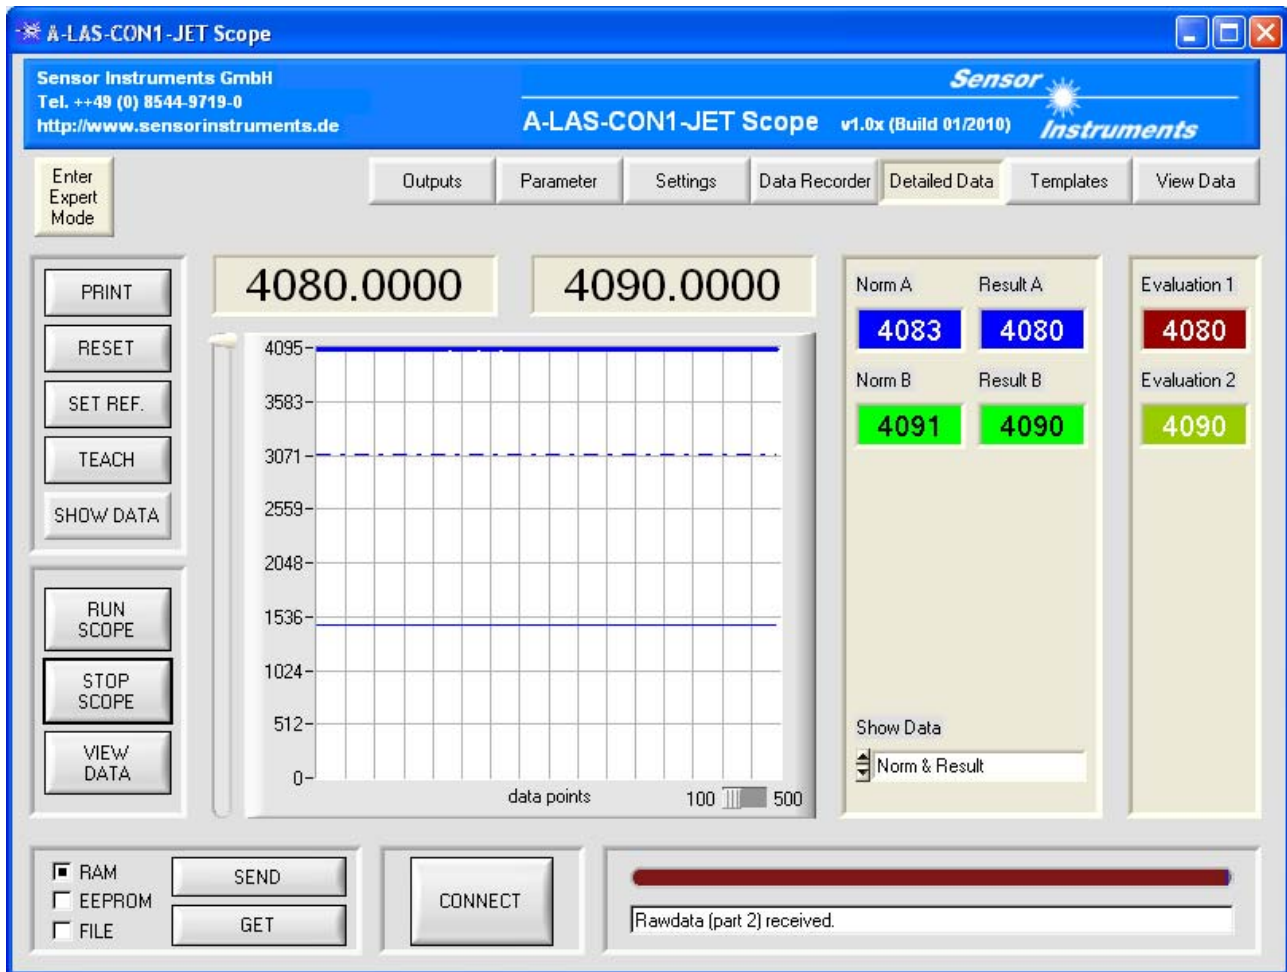 A-LAS-CON1-JET Scope
Sensor Instruments GmbH
Tel. ++49 (0) 8544-9719-0
http://www.sensorinstruments.de
A-LAS-CON1-JET Scope v1.0x (Build 01/2010)
Sensor
Instruments
Enter
Expert
Mode
Outputs
Parameter
Settings
Data Recorder
Detailed Data
Templates
View Data
PRINT
RESET
SET REF.
TEACH
SHOW DATA
RUN
SCOPE
STOP
SCOPE
VIEW
DATA
4080.0000
4090.0000
4095-
3583-
3071-
2559-
2048-
1536-
1024-
512-
0-
data points
100
500
Norm A
Result A
4083
4080
Norm B
Result B
4091
4090
Show Data
Norm & Result
Evaluation 1
4080
Evaluation 2
4090
RAM
EEPROM
FILE
SEND
GET
CONNECT
Rawdata (part 2) received.